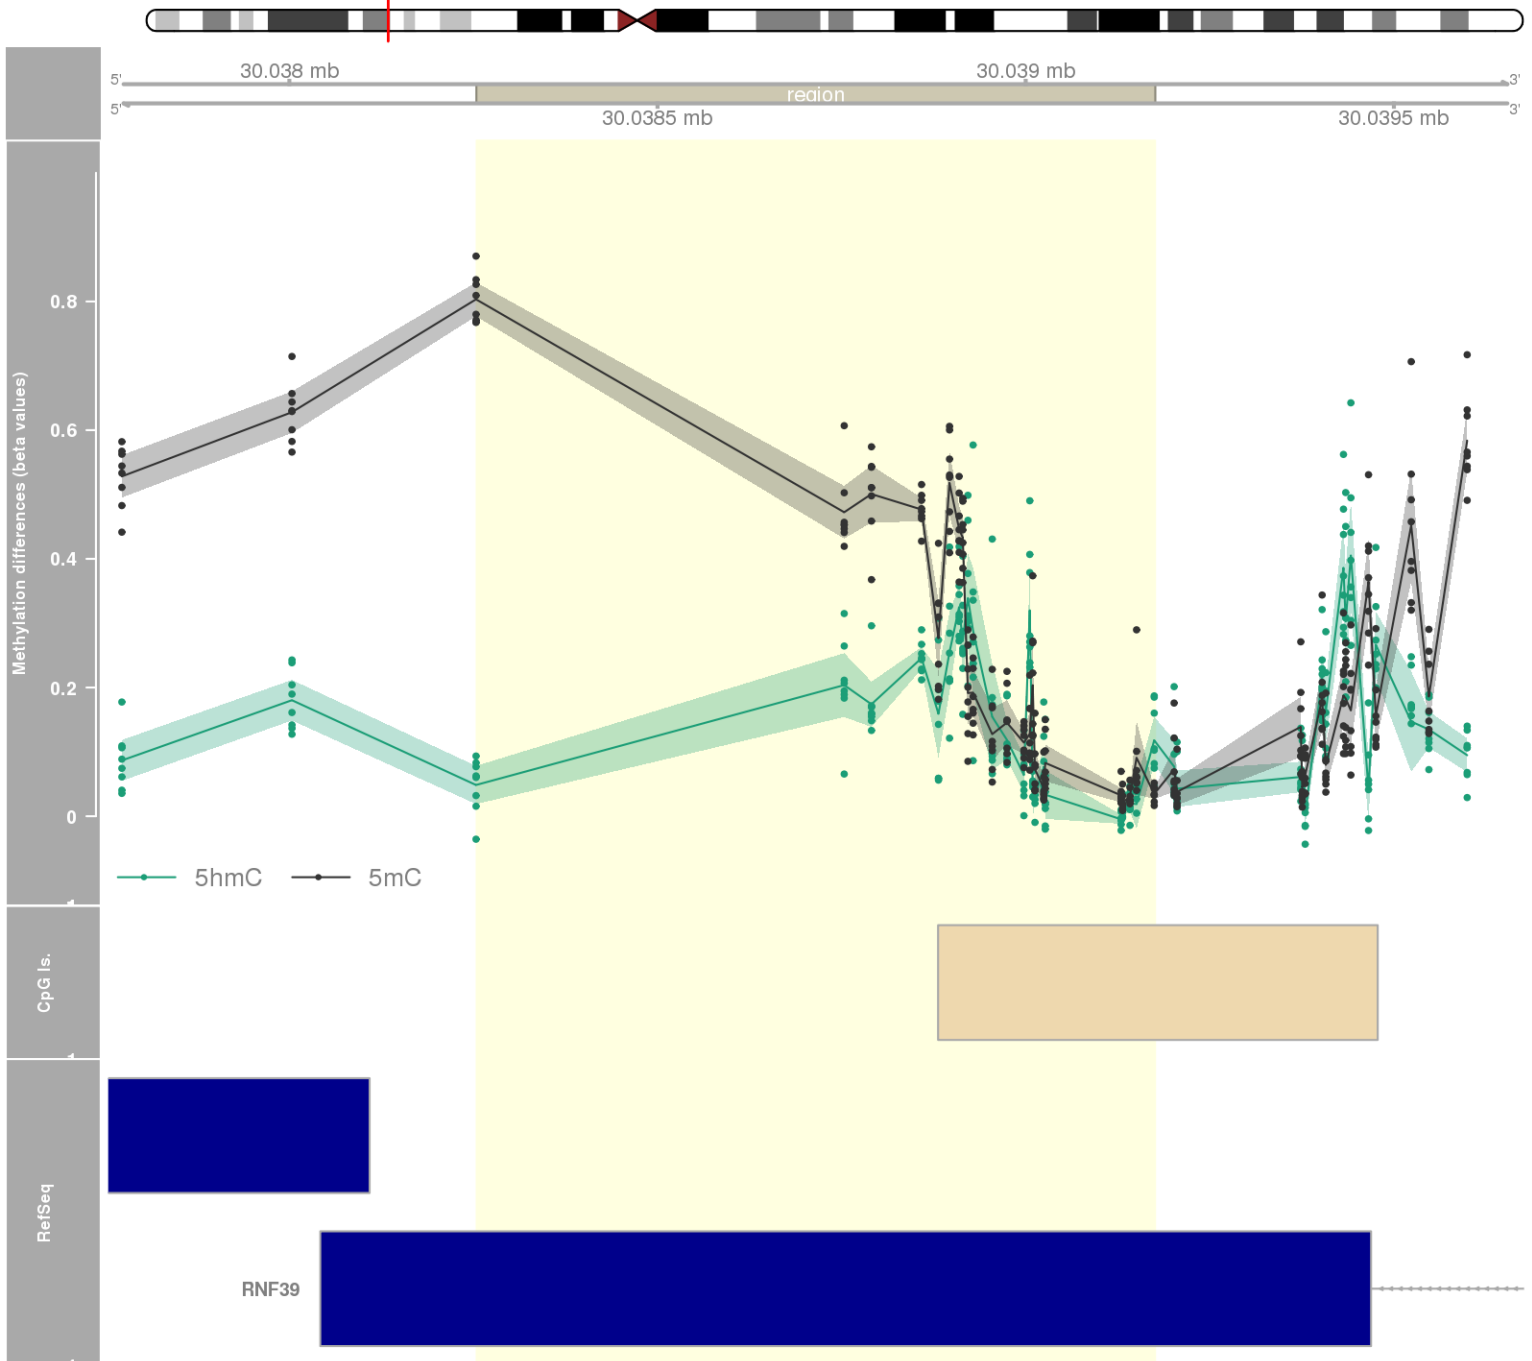 30.038 mb
30.039 mb
5'
3'
region
5'
3'
30.0385 mb
30.0395 mb
Methylation differences (beta values)
0.8
0.6
0.4
0.2
0
5hmC
5mC
CpG Is.
RefSeq
RNF39